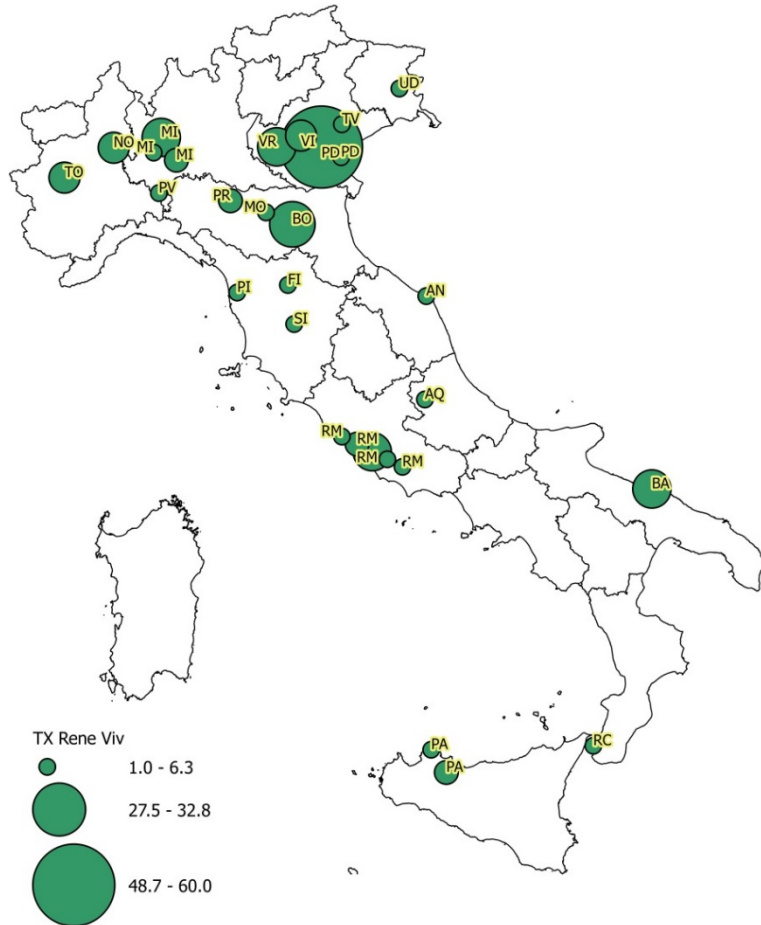 UD
TV
NO
MI
VR
VI
MI
MI
PD
PD
TO
PV
PR
MO
BO
FI
PI
AN
SI
AQ
RM
RM
RM
RM
BA
RC
PA
PA
TX Rene Viv
1.0 - 6.3
27.5 - 32.8
48.7 - 60.0